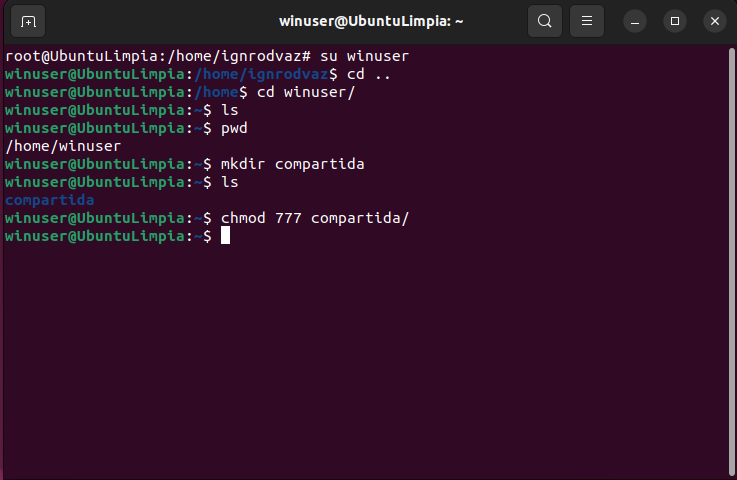 winuser@UbuntuLimpia: ~
root@UbuntuLimpia:/home/ignrodvaz# su winuser
winuser@UbuntuLimpia:/home/ignrodvaz$ cd ..
winuser@UbuntuLimpia:/home$ cd winuser/
winuser@UbuntuLimpia:~$ ls
winuser@UbuntuLimpia:~$ pwd
/home/winuser
winuser@UbuntuLimpia:~$ mkdir compartida
winuser@UbuntuLimpia:~$ ls
compartida
winuser@UbuntuLimpia:~$ chmod 777 compartida/
winuser@UbuntuLimpia:~$